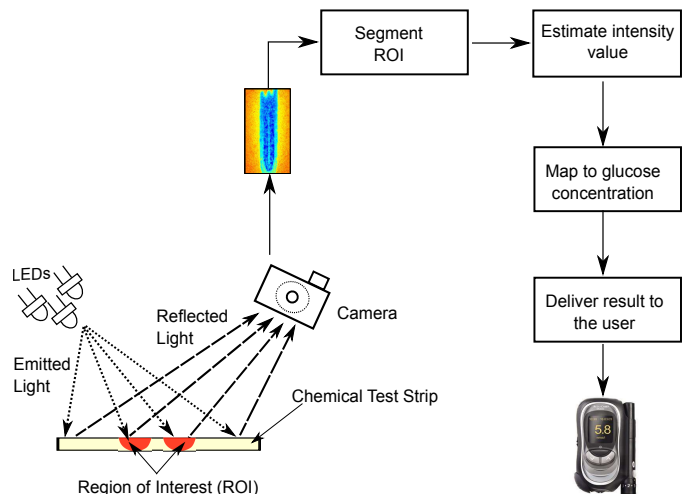 Segment
ROI
Estimate intensity
value
Map to glucose
concentration
Deliver result to
the user
5.8
LEDs
Emitted
Light
Reflected
Light
Camera
Chemical Test Strip
Region of Interest (ROI)